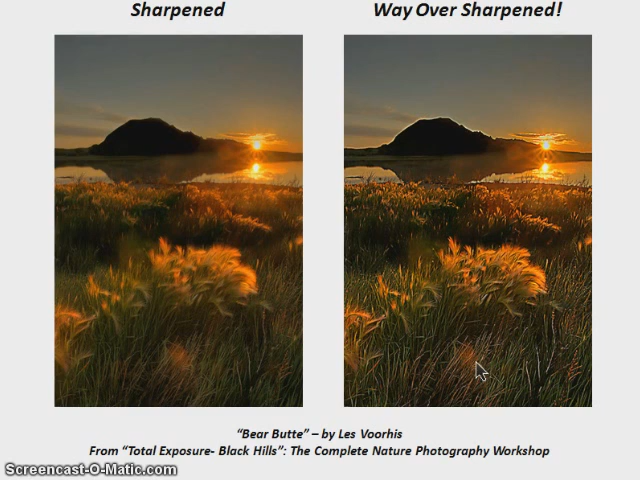 Sharpened
Way Over Sharpened!
“Bear Butte” – by Les Voorhis
From “Total Exposure- Black Hills”: The Complete Nature Photography Workshop
Screencast-O-Matic.com